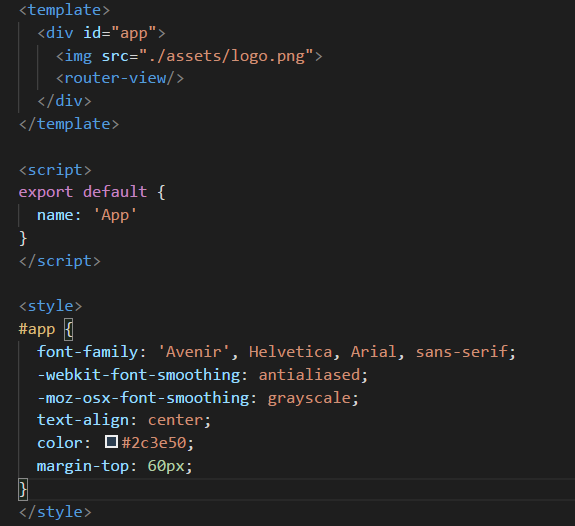 <template>
  <div id="app">
    <img src="./assets/logo.png">
    <router-view/>
  </div>
</template>

<script>
export default {
  name: 'App'
}
</script>

<style>
#app {
  font-family: 'Avenir', Helvetica, Arial, sans-serif;
  -webkit-font-smoothing: antialiased;
  -moz-osx-font-smoothing: grayscale;
  text-align: center;
  color: #2c3e50;
  margin-top: 60px;
}
</style>